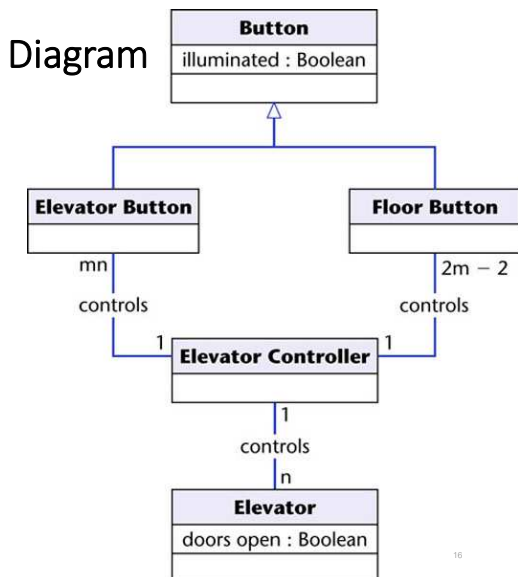 Diagram
Button
illuminated : Boolean
Elevator Button
Floor Button
mn
2m − 2
controls
controls
1
1
Elevator Controller
1
controls
n
Elevator
doors open : Boolean
16